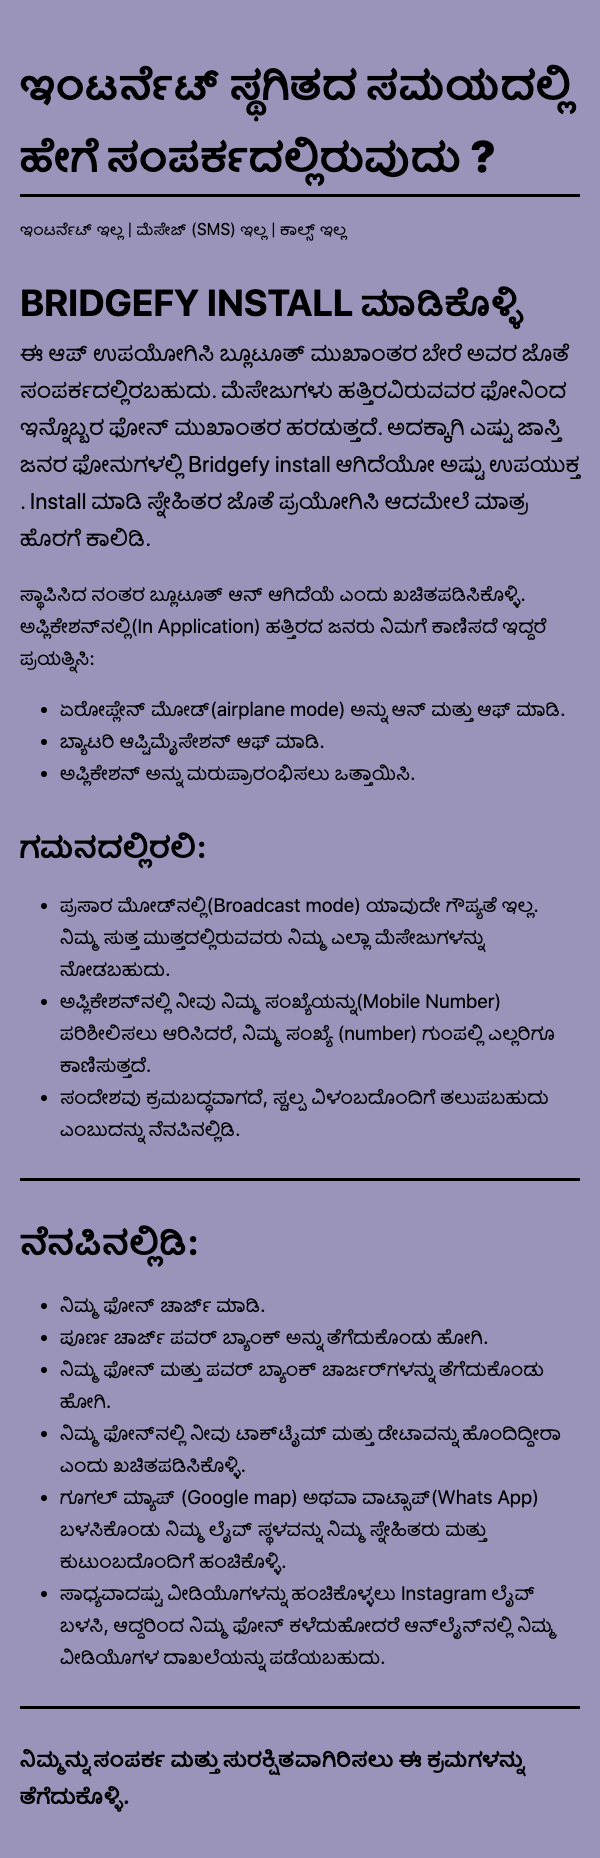 ಇಂಟರ್ನೆಟ್ ಸ್ಥಗಿತದ ಸಮಯದಲ್ಲಿ
ಹೇಗೆ ಸಂಪರ್ಕದಲ್ಲಿರುವುದು ?
ಇಂಟರ್ನೆಟ್ ಇಲ್ಲ | ಮೆಸೇಜ್ (SMS) ಇಲ್ಲ | ಕಾಲ್ಸ್ ಇಲ್ಲ
BRIDGEFY INSTALL ಮಾಡಿಕೊಳ್ಳಿ
ಈ ಆಪ್ ಉಪಯೋಗಿಸಿ ಬ್ಲೂಟೂತ್ ಮುಖಾಂತರ ಬೇರೆ ಅವರ ಜೊತೆ
ಸಂಪರ್ಕದಲ್ಲಿರಬಹುದು. ಮೆಸೇಜುಗಳು ಹತ್ತಿರವಿರುವವರ ಫೋನಿಂದ
ಇನ್ನೊಬ್ಬರ ಫೋನ್ ಮುಖಾಂತರ ಹರಡುತ್ತದೆ. ಅದಕ್ಕಾಗಿ ಎಷ್ಟು ಜಾಸ್ತಿ
ಜನರ ಫೋನುಗಳಲ್ಲಿ Bridgefy install ಆಗಿದೆಯೋ ಅಷ್ಟು ಉಪಯುಕ್ತ
. Install ಮಾಡಿ ಸ್ನೇಹಿತರ ಜೊತೆ ಪ್ರಯೋಗಿಸಿ ಆದಮೇಲೆ ಮಾತ್ರ
ಹೊರಗೆ ಕಾಲಿಡಿ.
ಸ್ಥಾಪಿಸಿದ ನಂತರ ಬ್ಲೂಟೂತ್ ಆನ್ ಆಗಿದೆಯೆ ಎಂದು ಖಚಿತಪಡಿಸಿಕೊಳ್ಳಿ.
ಅಪ್ಲಿಕೇಶನ್‌ನಲ್ಲಿ(In Application) ಹತ್ತಿರದ ಜನರು ನಿಮಗೆ ಕಾಣಿಸದೆ ಇದ್ದರೆ
ಪ್ರಯತ್ನಿಸಿ:
• ಏರೋಪ್ಲೇನ್ ಮೋಡ್(airplane mode) ಅನ್ನು ಆನ್ ಮತ್ತು ಆಫ್ ಮಾಡಿ.
• ಬ್ಯಾಟರಿ ಆಪ್ಟಿಮೈಸೇಶನ್ ಆಫ್ ಮಾಡಿ.
• ಅಪ್ಲಿಕೇಶನ್ ಅನ್ನು ಮರುಪ್ರಾರಂಭಿಸಲು ಒತ್ತಾಯಿಸಿ.
ಗಮನದಲ್ಲಿರಲಿ:
• ಪ್ರಸಾರ ಮೋಡ್‌ನಲ್ಲಿ(Broadcast mode) ಯಾವುದೇ ಗೌಪ್ಯತೆ ಇಲ್ಲ.
ನಿಮ್ಮ ಸುತ್ತ ಮುತ್ತದಲ್ಲಿರುವವರು ನಿಮ್ಮ ಎಲ್ಲಾ ಮೆಸೇಜುಗಳನ್ನು
ನೋಡಬಹುದು.
• ಅಪ್ಲಿಕೇಶನ್‌ನಲ್ಲಿ ನೀವು ನಿಮ್ಮ ಸಂಖ್ಯೆಯನ್ನು(Mobile Number)
ಪರಿಶೀಲಿಸಲು ಆರಿಸಿದರೆ, ನಿಮ್ಮ ಸಂಖ್ಯೆ (number) ಗುಂಪಲ್ಲಿ ಎಲ್ಲರಿಗೂ
ಕಾಣಿಸುತ್ತದೆ.
• ಸಂದೇಶವು ಕ್ರಮಬದ್ಧವಾಗದೆ, ಸ್ವಲ್ಪ ವಿಳಂಬದೊಂದಿಗೆ ತಲುಪಬಹುದು
ಎಂಬುದನ್ನು ನೆನಪಿನಲ್ಲಿಡಿ.
ನೆನಪಿನಲ್ಲಿಡಿ:
• ನಿಮ್ಮ ಫೋನ್ ಚಾರ್ಜ್ ಮಾಡಿ.
• ಪೂರ್ಣ ಚಾರ್ಜ್ ಪವರ್ ಬ್ಯಾಂಕ್ ಅನ್ನು ತೆಗೆದುಕೊಂಡು ಹೋಗಿ.
• ನಿಮ್ಮ ಫೋನ್ ಮತ್ತು ಪವರ್ ಬ್ಯಾಂಕ್ ಚಾರ್ಜರ್‌ಗಳನ್ನು ತೆಗೆದುಕೊಂಡು
ಹೋಗಿ.
• ನಿಮ್ಮ ಫೋನ್‌ನಲ್ಲಿ ನೀವು ಟಾಕ್‌ಟೈಮ್ ಮತ್ತು ಡೇಟಾವನ್ನು ಹೊಂದಿದ್ದೀರಾ
ಎಂದು ಖಚಿತಪಡಿಸಿಕೊಳ್ಳಿ.
• ಗೂಗಲ್ ಮ್ಯಾಪ್ (Google map) ಅಥವಾ ವಾಟ್ಸಾಪ್(Whats App)
ಬಳಸಿಕೊಂಡು ನಿಮ್ಮ ಲೈವ್ ಸ್ಥಳವನ್ನು ನಿಮ್ಮ ಸ್ನೇಹಿತರು ಮತ್ತು
ಕುಟುಂಬದೊಂದಿಗೆ ಹಂಚಿಕೊಳ್ಳಿ.
• ಸಾಧ್ಯವಾದಷ್ಟು ವೀಡಿಯೊಗಳನ್ನು ಹಂಚಿಕೊಳ್ಳಲು Instagram ಲೈವ್
ಬಳಸಿ, ಆದ್ದರಿಂದ ನಿಮ್ಮ ಫೋನ್ ಕಳೆದುಹೋದರೆ ಆನ್‌ಲೈನ್‌ನಲ್ಲಿ ನಿಮ್ಮ
ವೀಡಿಯೊಗಳ ದಾಖಲೆಯನ್ನು ಪಡೆಯಬಹುದು.
ನಿಮ್ಮನ್ನು ಸಂಪರ್ಕ ಮತ್ತು ಸುರಕ್ಷಿತವಾಗಿರಿಸಲು ಈ ಕ್ರಮಗಳನ್ನು
ತೆಗೆದುಕೊಳ್ಳಿ.